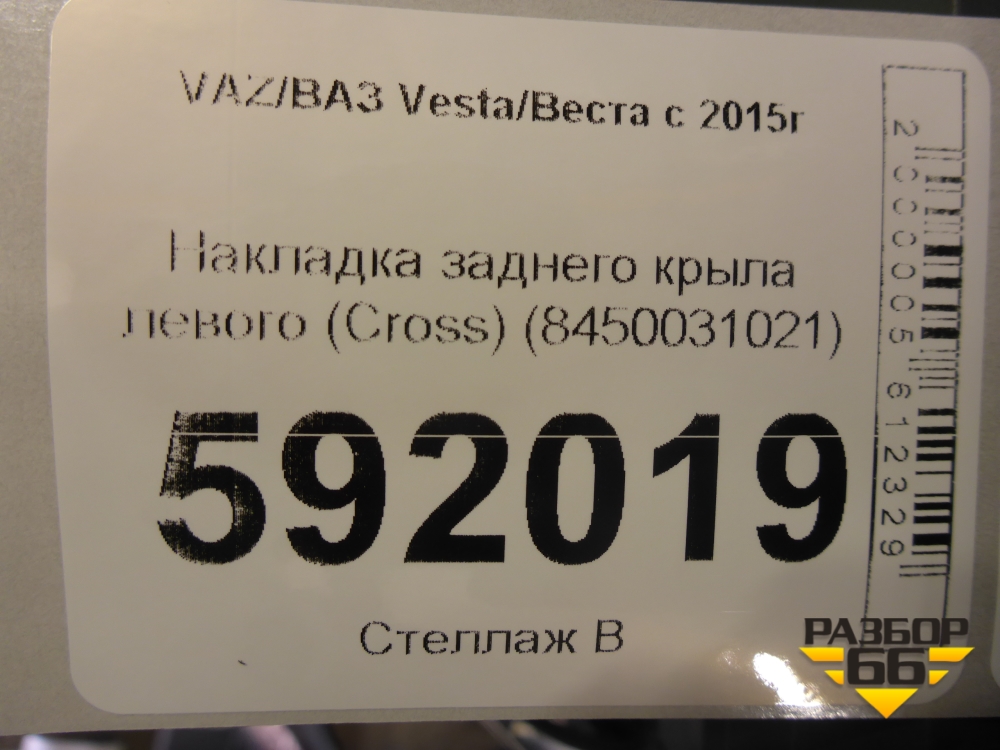 VAZ/ВАЗ Vesta/Веста с 2015г
Накладка заднего крыла
левого (Cross) (8450031021)
592019
Стеллаж В
2000005612329
РАЗБОР
66